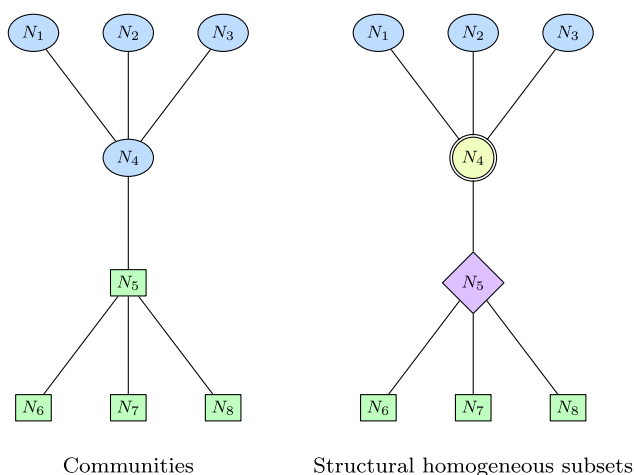 N1 N2 N3 N1 N2 N3
N4 N4
N5 N5
N6 N7 N8 N6 N7 N8
Communities Structural homogeneous subsets